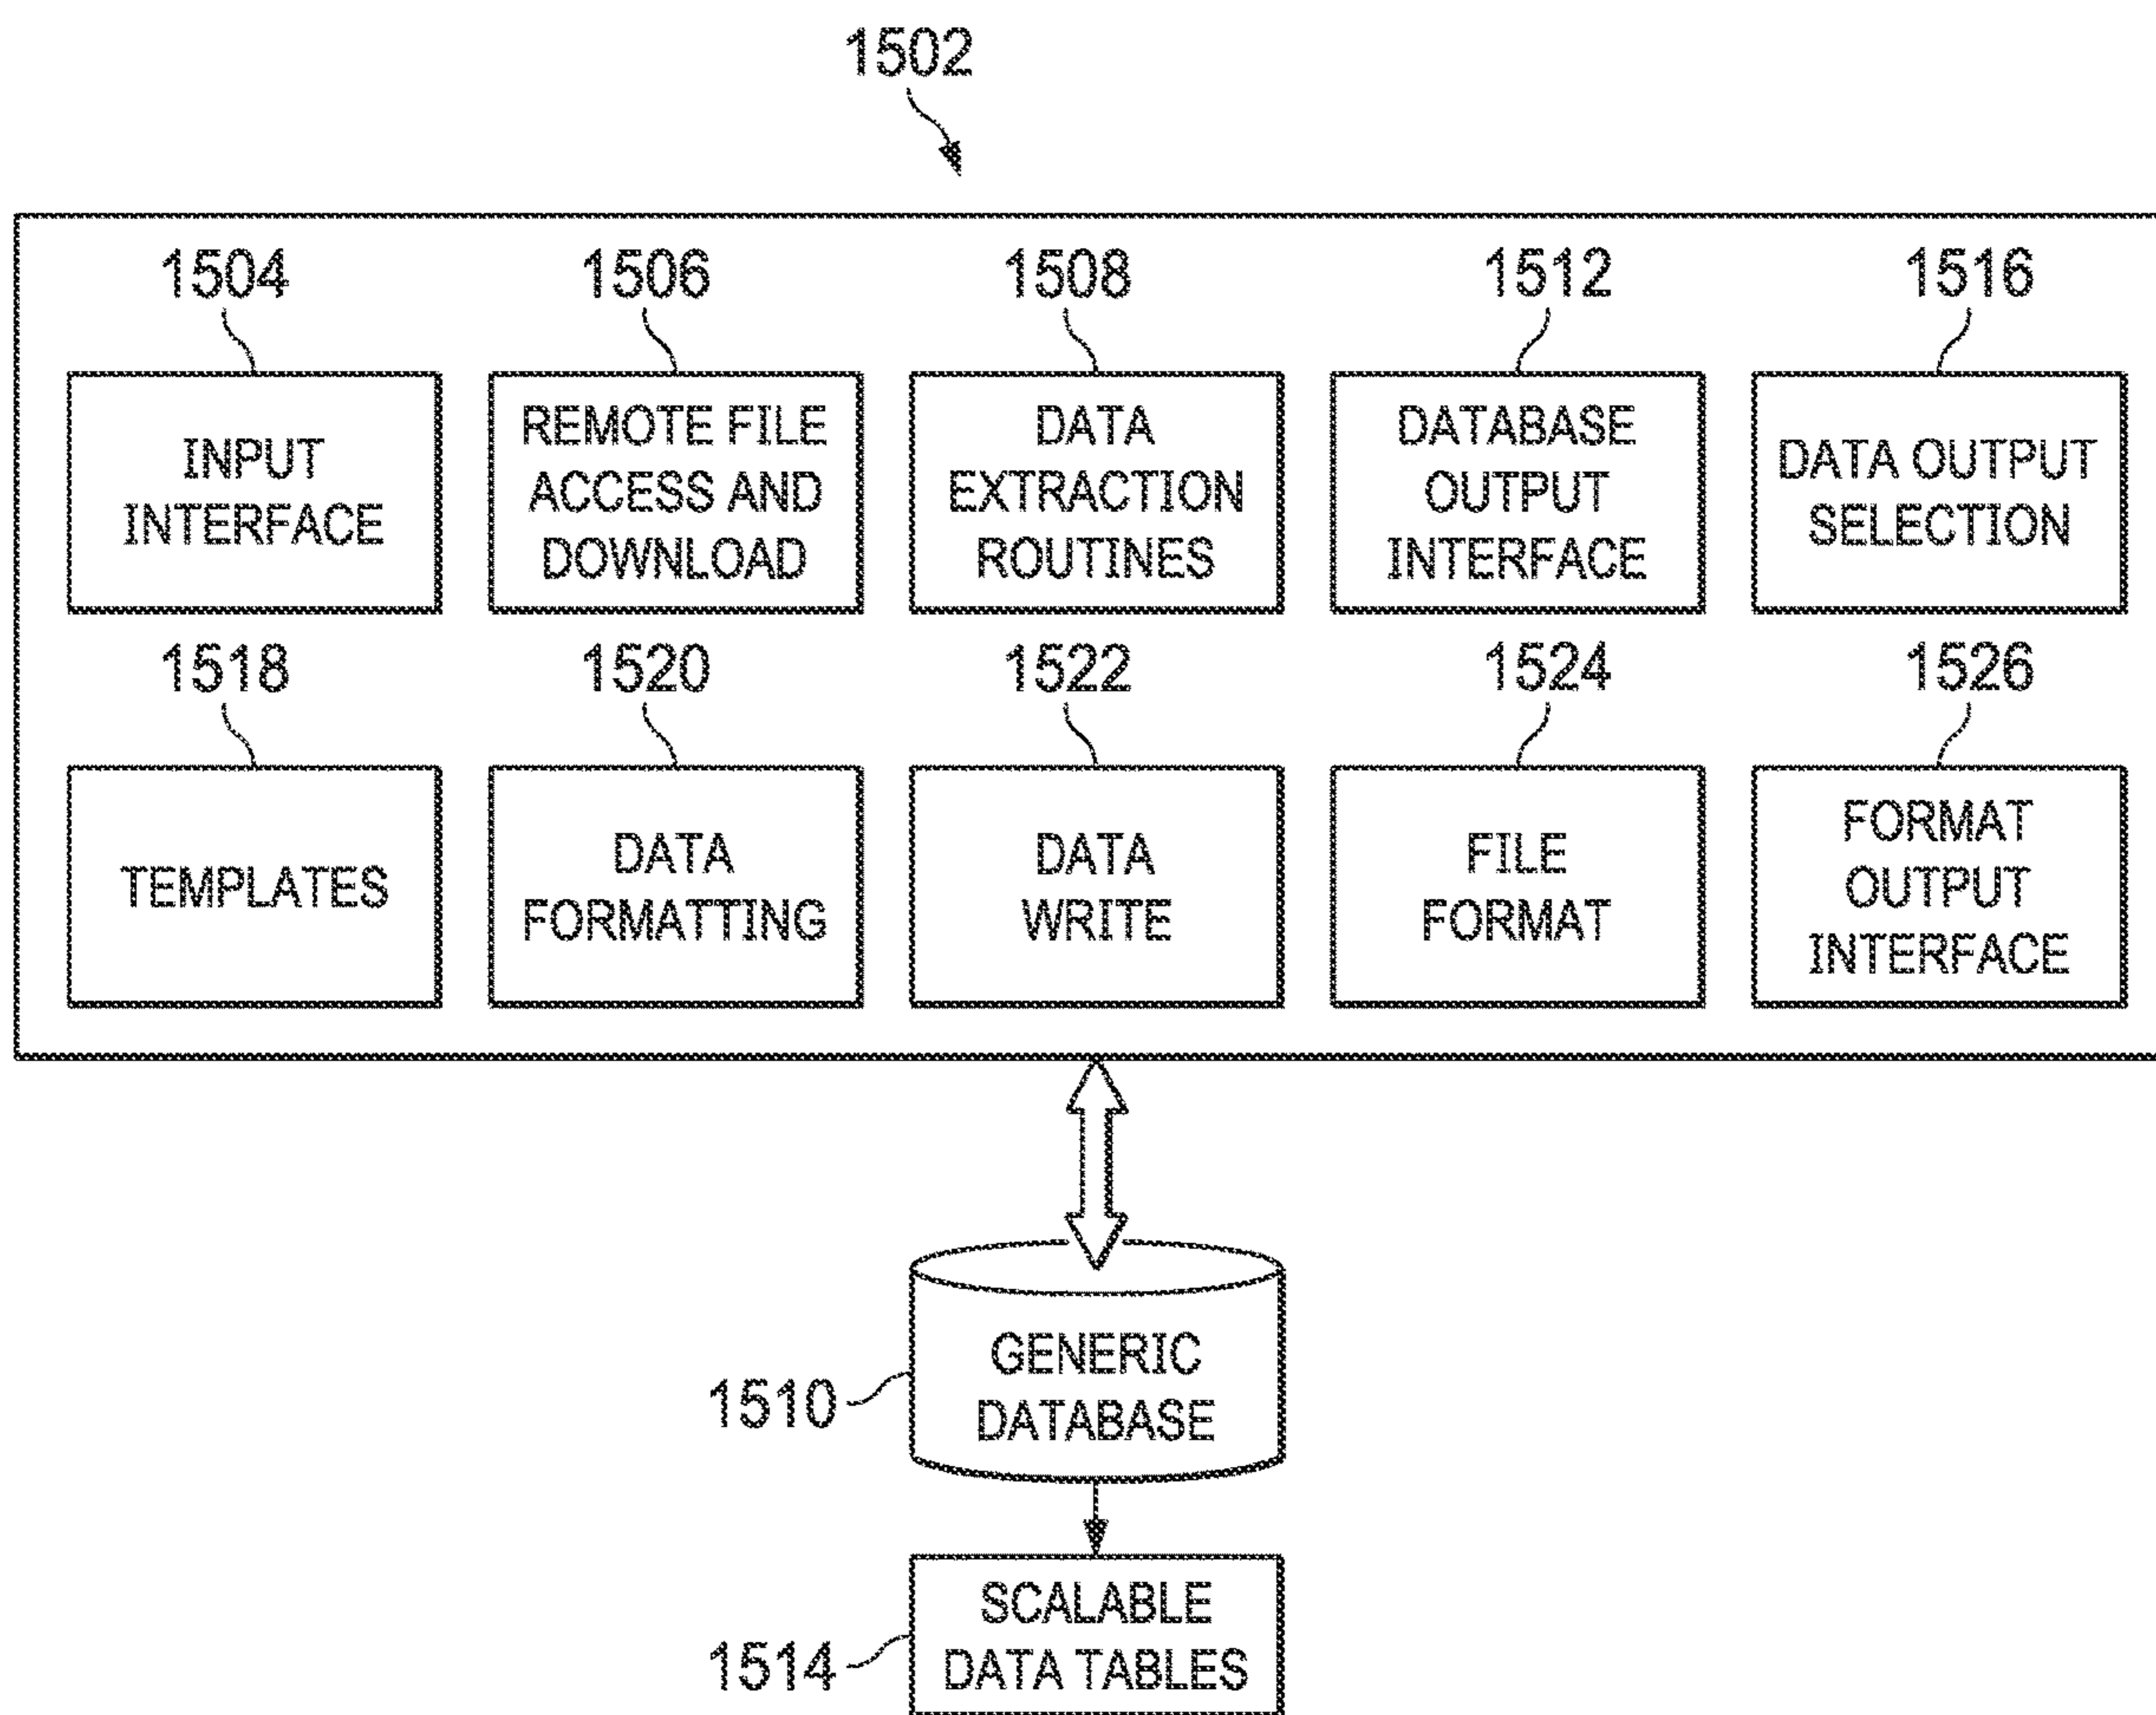 1502
1504
1506
1508
1512
1516
INPUT
INTERFACE
REMOTE FILE
ACCESS AND
DOWNLOAD
DATA
EXTRACTION
ROUTINES
DATABASE
OUTPUT
INTERFACE
DATA OUTPUT
SELECTION
1518
1520
1522
1524
1526
TEMPLATES
DATA
FORMATTING
DATA
WRITE
FILE
FORMAT
FORMAT
OUTPUT
INTERFACE
GENERIC
DATABASE
1510
SCALABLE
DATA TABLES
1514